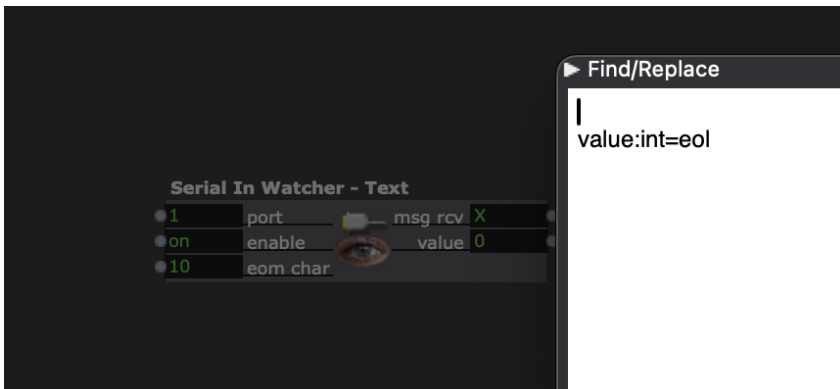 Find/Replace
value:int=eol
Serial In Watcher - Text
1 port msg rcv X
on enable value 0
10 eom char